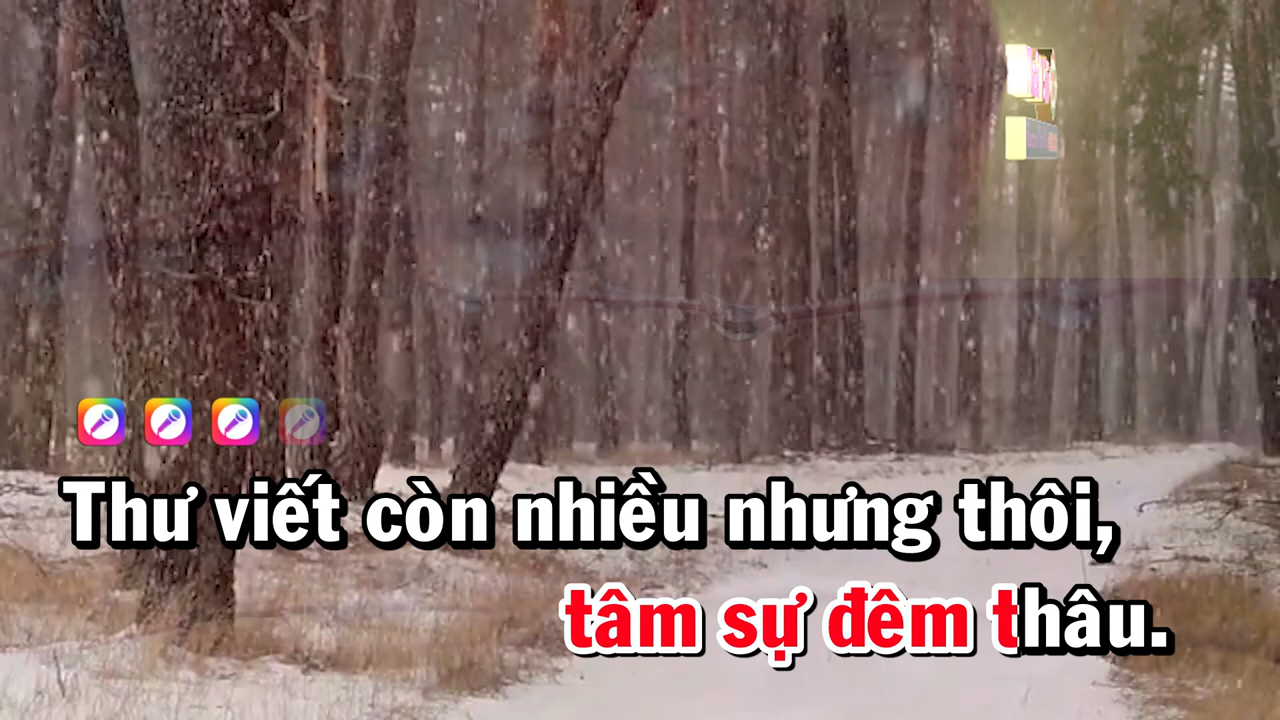 Thư viết còn nhiều nhưng thôi,
tâm sự đêm thâu.